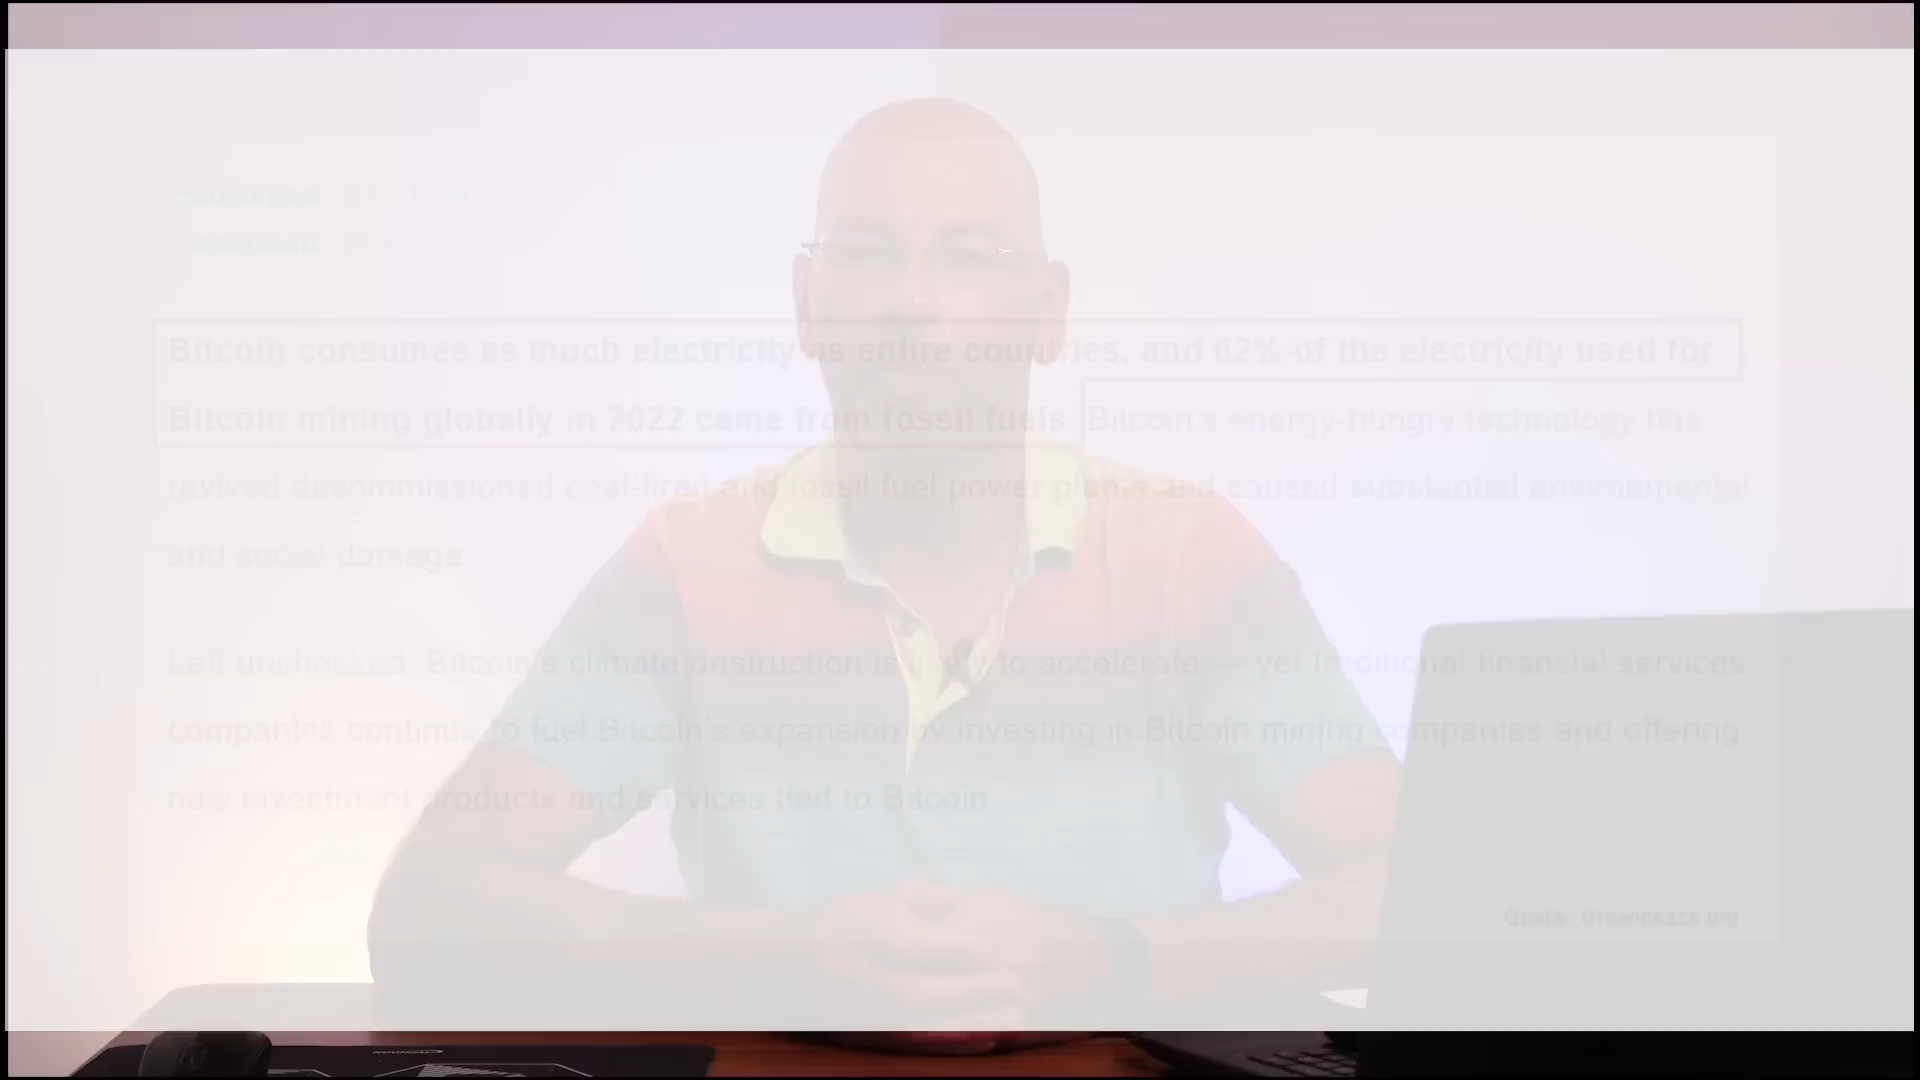 Bitcoin consumes as much electricity as entire countries, and 62% of the electricity used for
Bitcoin mining globally in 2022 came from fossil fuels. Bitcoin's energy-hungry technology has
revived decommissioned coal-fired and fossil fuel power plants and caused substantial environmental
and social damage
Left unchecked, Bitcoin's climate destruction is likely to accelerate — yet traditional financial services
companies continue to fuel Bitcoin's expansion by investing in Bitcoin mining companies and offering
new investment products and services tied to Bitcoin
Quelle: Greenpeace.org